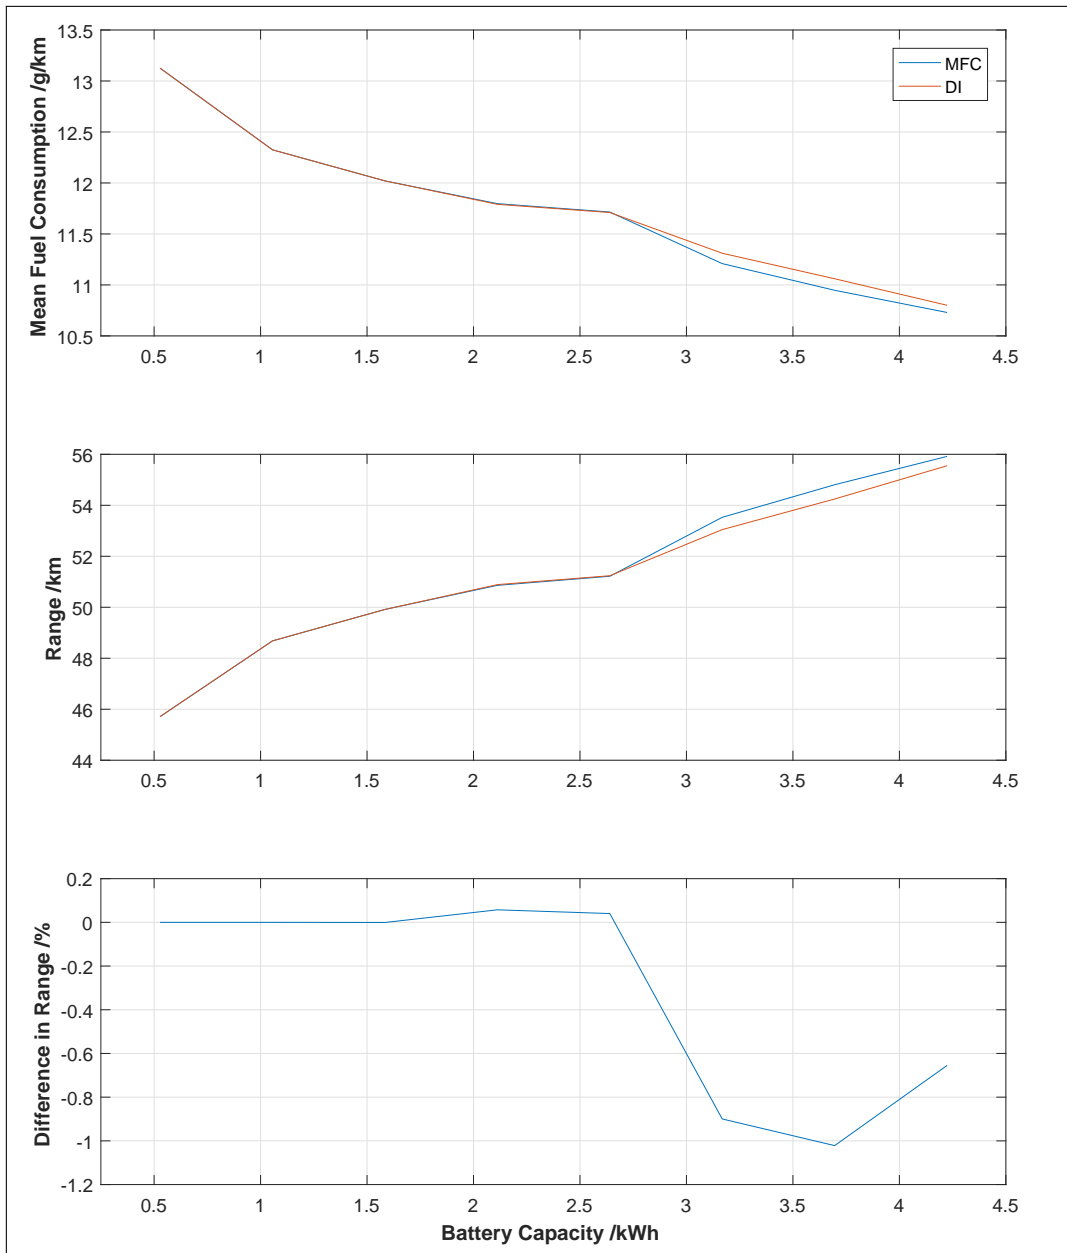 Mean Fuel Consumption /g/km
13.5
13
12.5
12
11.5
11
10.5
0.5 1 1.5 2 2.5 3 3.5 4 4.5
MFC
DI
Range /km
56
54
52
50
48
46
44
0.5 1 1.5 2 2.5 3 3.5 4 4.5
Difference in Range /%
0.2
0
-0.2
-0.4
-0.6
-0.8
-1
-1.2
0.5 1 1.5 2 2.5 3 3.5 4 4.5
Battery Capacity /kWh